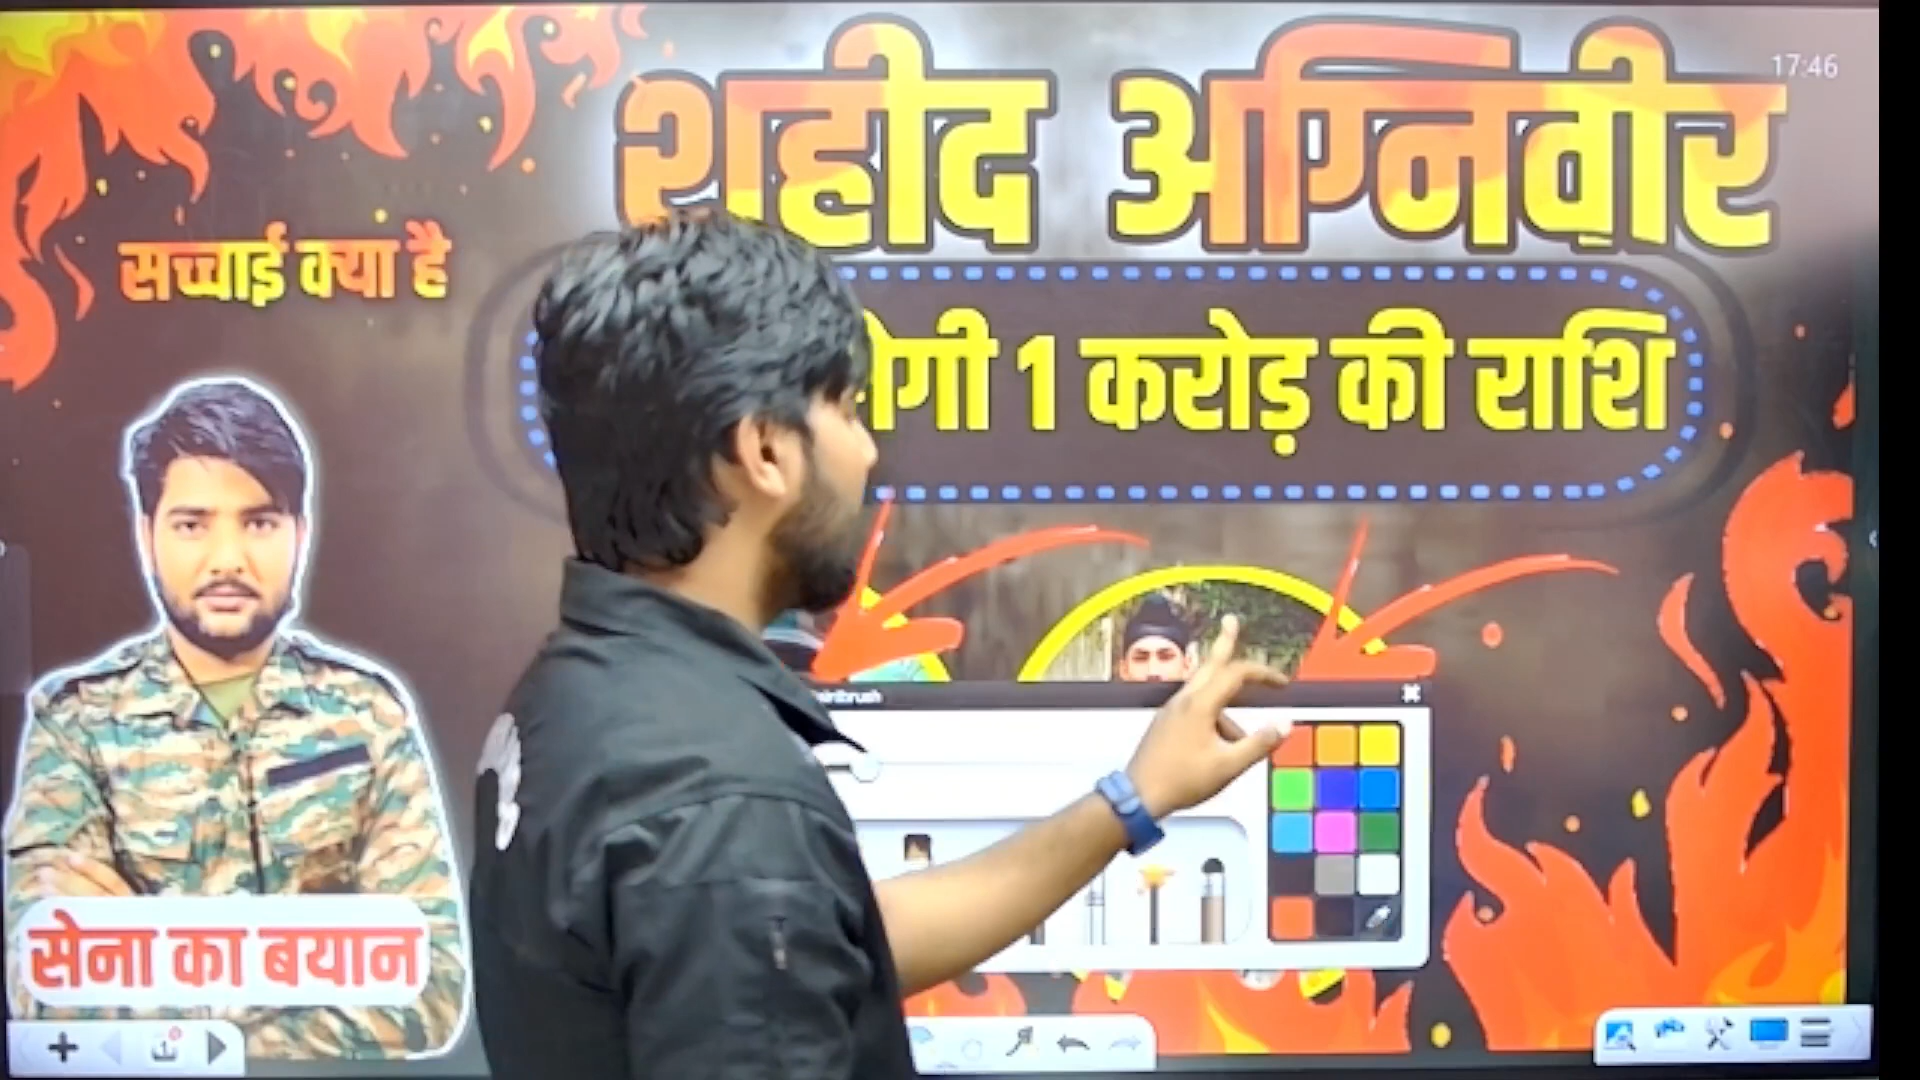 17:46
शहीद अग्निवीर
सच्चाई क्या है
1 करोड़ की राशि
सेना का बयान